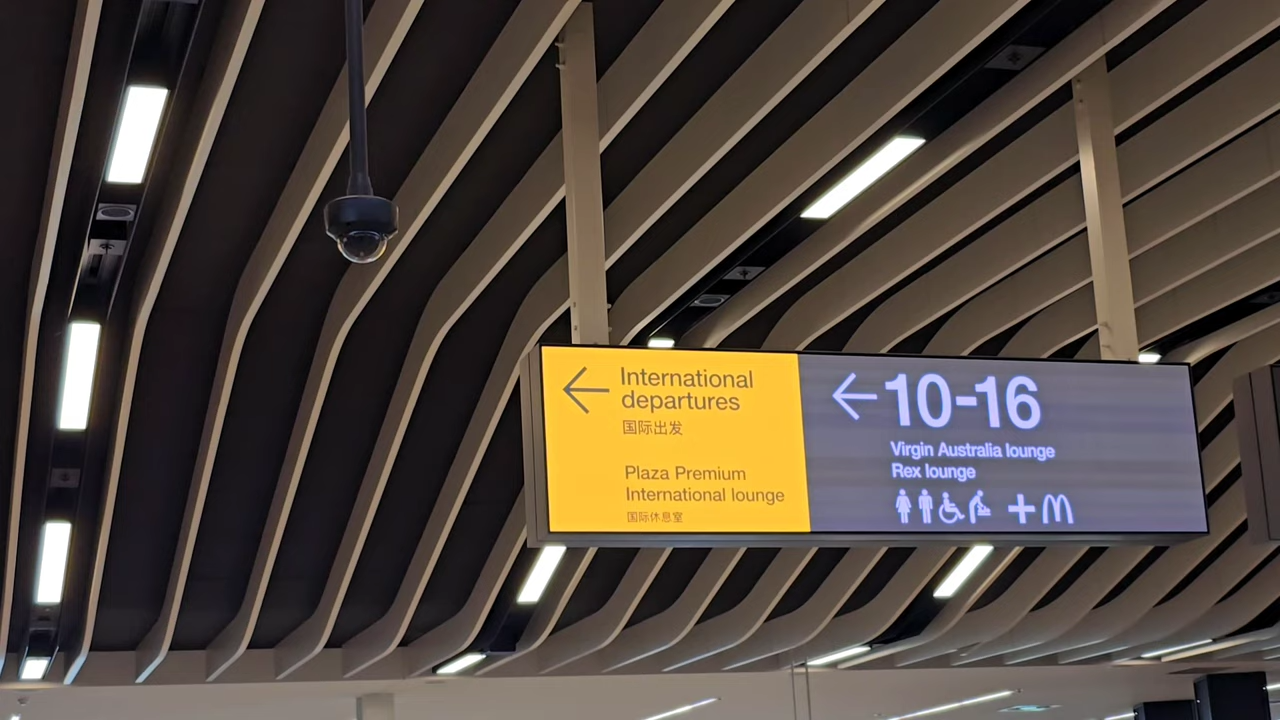 International
departures
国际出发
Plaza Premium
International lounge
国际休息室
10-16
Virgin Australia lounge
Rex lounge